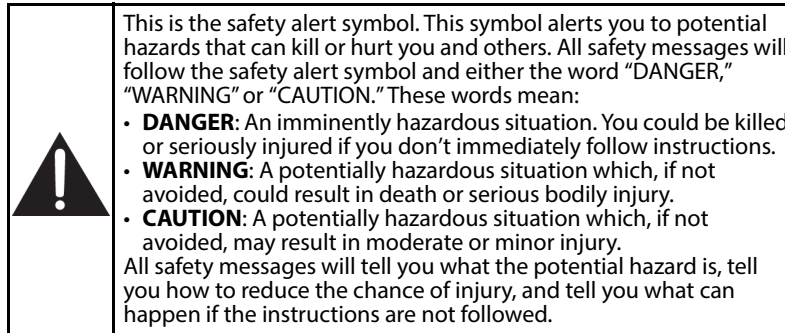 This is the safety alert symbol. This symbol alerts you to potential
hazards that can kill or hurt you and others. All safety messages will
follow the safety alert symbol and either the word “DANGER,”
“WARNING” or “CAUTION.” These words mean:
• DANGER: An imminently hazardous situation. You could be killed
or seriously injured if you don’t immediately follow instructions.
• WARNING: A potentially hazardous situation which, if not
avoided, could result in death or serious bodily injury.
• CAUTION: A potentially hazardous situation which, if not
avoided, may result in moderate or minor injury.
All safety messages will tell you what the potential hazard is, tell
you how to reduce the chance of injury, and tell you what can
happen if the instructions are not followed.